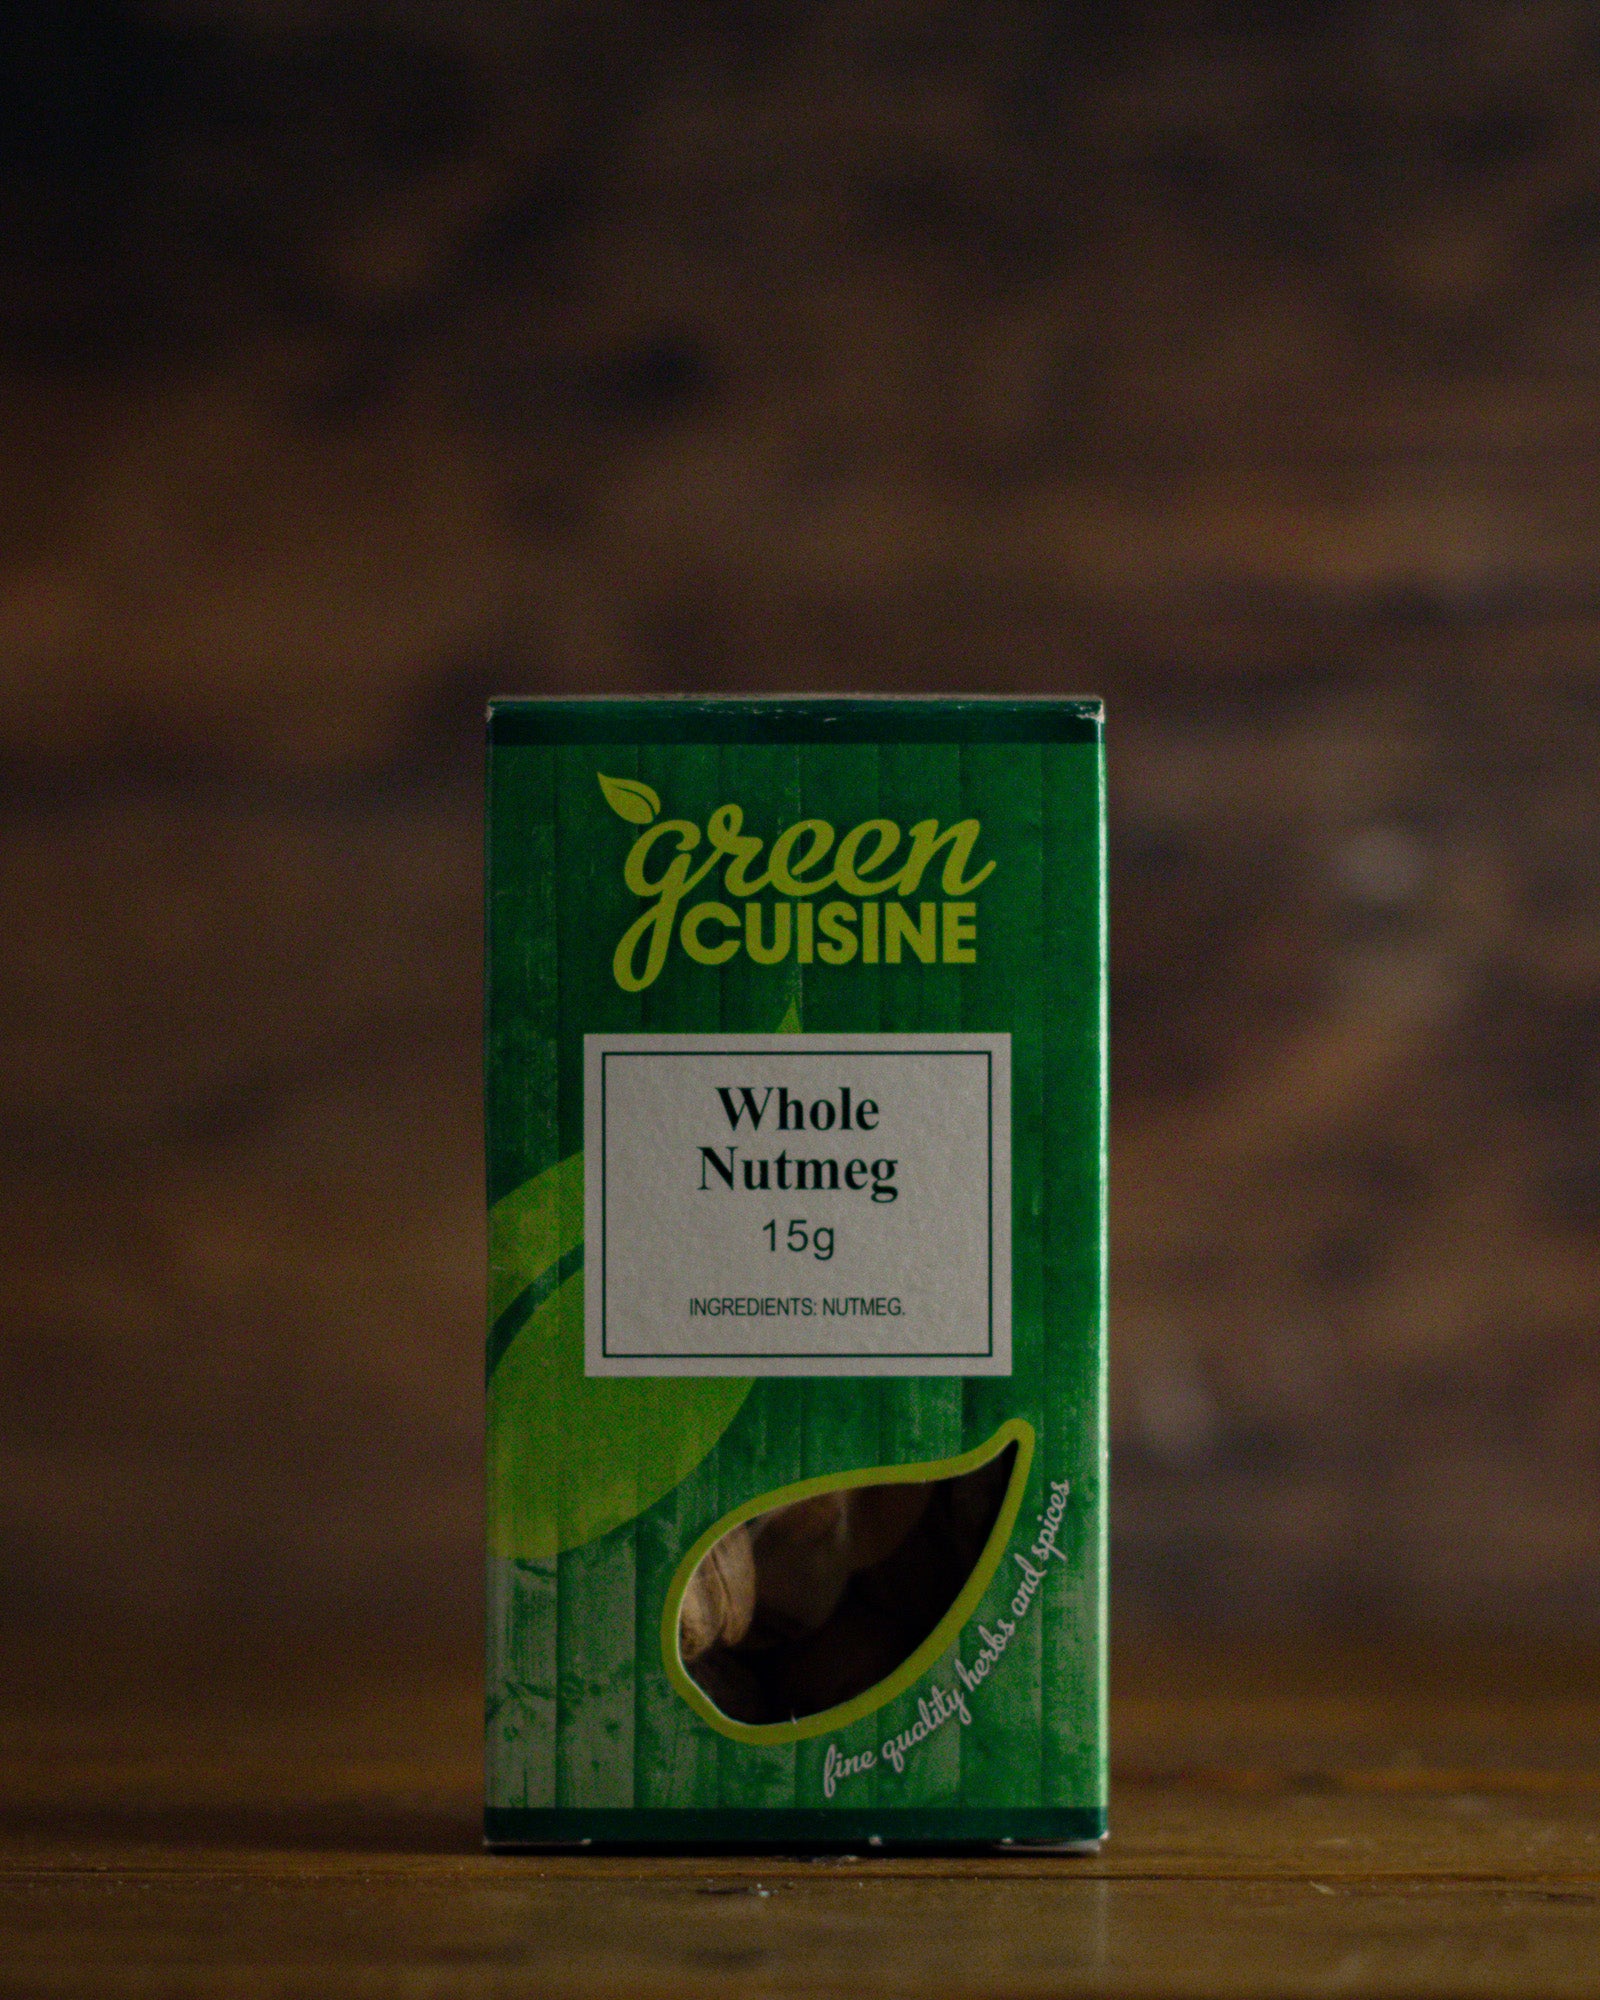 green
CUISINE
Whole
Nutmeg
15g
INGREDIENTS: NUTMEG.
fine quality herbs and spices